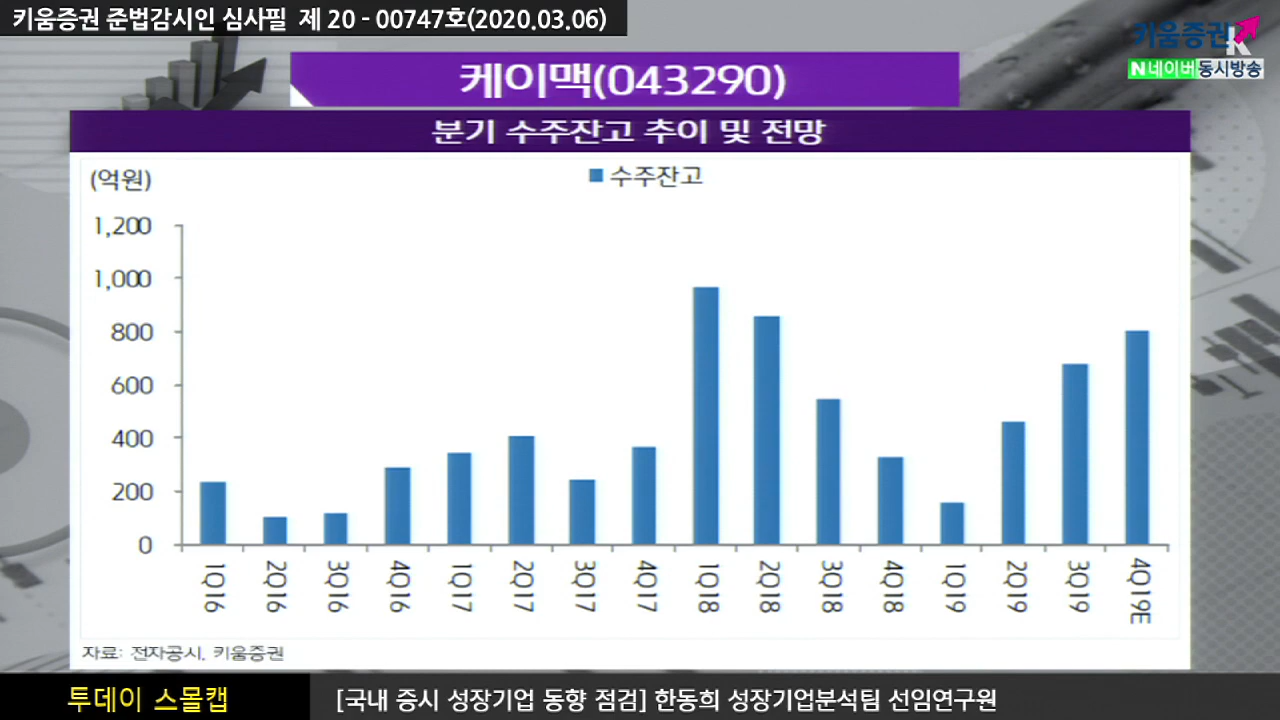 키움증권 준법감시인 심사필 제 20 - 00747호(2020.03.06)
키움증권
N 네이버 동시방송
케이맥(043290)
분기 수주잔고 추이 및 전망
(억원)
수주잔고
1,200
1,000
800
600
400
200
0
1Q16 2Q16 3Q16 4Q16 1Q17 2Q17 3Q17 4Q17 1Q18 2Q18 3Q18 4Q18 1Q19 2Q19 3Q19 4Q19E
자료: 전자공시, 키움증권
투데이 스몰캡
[국내 증시 성장기업 동향 점검] 한동희 성장기업분석팀 선임연구원